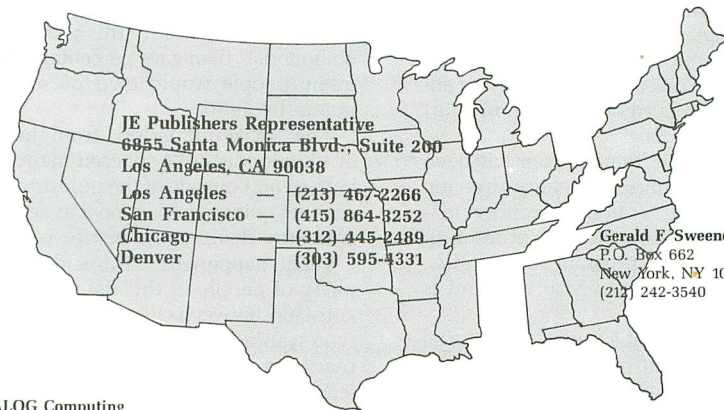 JE Publishers Representative
6855 Santa Monica Blvd., Suite 200
Los Angeles, CA 90038
Los Angeles — (213) 467-2266
San Francisco — (415) 864-3252
Chicago — (312) 445-2489
Denver — (303) 595-4331
Gerald F. Sweene
P.O. Box 662
New York, NY 10
(212) 242-3540
ALOG Computing